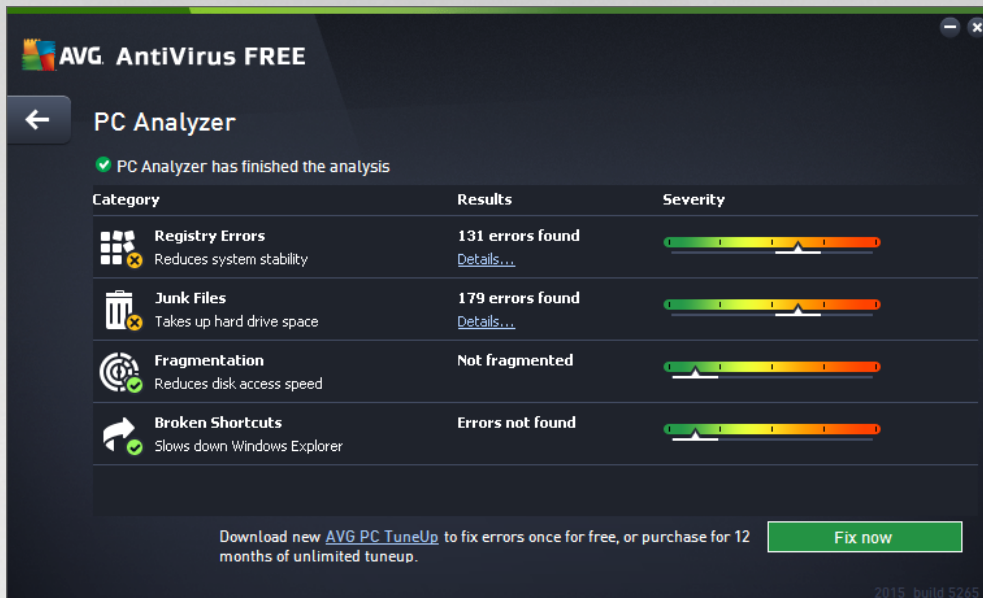 AVG. AntiVirus FREE
PC Analyzer
PC Analyzer has finished the analysis
Category Results Severity
Registry Errors 131 errors found
Reduces system stability Details...
Junk Files 179 errors found
Takes up hard drive space Details...
Fragmentation Not fragmented
Reduces disk access speed
Broken Shortcuts Errors not found
Slows down Windows Explorer
Download new AVG PC TuneUp to fix errors once for free, or purchase for 12 Fix now
months of unlimited tuneup.
2015 build 5265